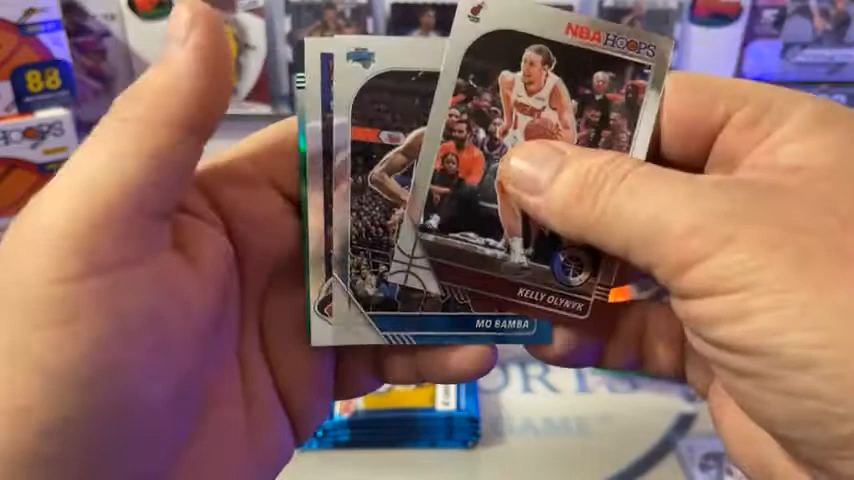 NBA HOOPS
88
HOOPS
KELLY OLYNYK
MO BAMBA